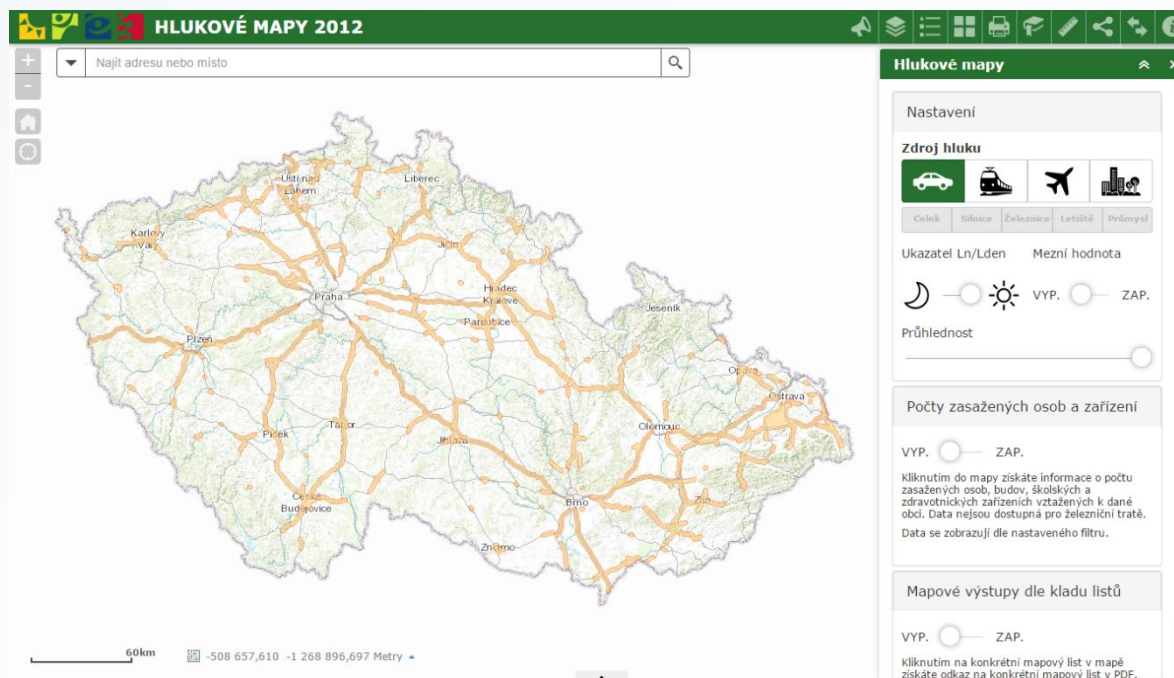 HLUKOVÉ MAPY 2012
Najít adresu nebo místo
Hlukové mapy
Nastavení
Zdroj hluku
Celek Silnice Železnice Letiště Průmysl
Ukazatel Ln/Lden Mezní hodnota
VYP. ZAP.
Průhlednost
Počty zasažených osob a zařízení
VYP. ZAP.
Kliknutím do mapy získáte informace o počtu
zasažených osob, budov, školských a
zdravotnických zařízeních vztažených k dané
obci. Data nejsou dostupná pro železniční tratě.
Data se zobrazují dle nastaveného filtru.
Mapové výstupy dle kladu listů
VYP. ZAP.
Kliknutím na konkrétní mapový list v mapě
získáte odkaz na konkrétní mapový list v PDF.
Ústí nad
Labem
Liberec
Karlovy
Vary
Jičín
Praha
Hradec
Králové
Pardubice
Jeseník
Plzeň
Opava
Ostrava
Olomouc
Písek
Tábor
Jihlava
Zlín
Brno
České
Budějovice
Znojmo
60km
-508 657,610 -1 268 896,697 Metry